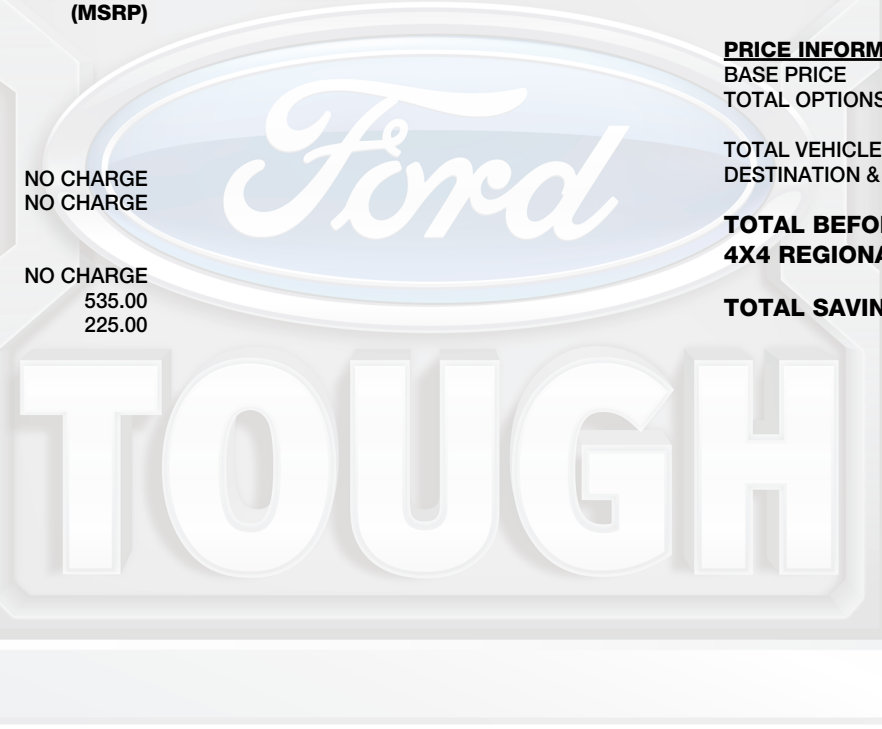 (MSRP)
NO CHARGE
NO CHARGE
NO CHARGE
535.00
225.00
PRICE INFORM
BASE PRICE
TOTAL OPTIONS
TOTAL VEHICLE
DESTINATION &
TOTAL BEFO
4X4 REGIONA
TOTAL SAVIN
Ford
TOUGH